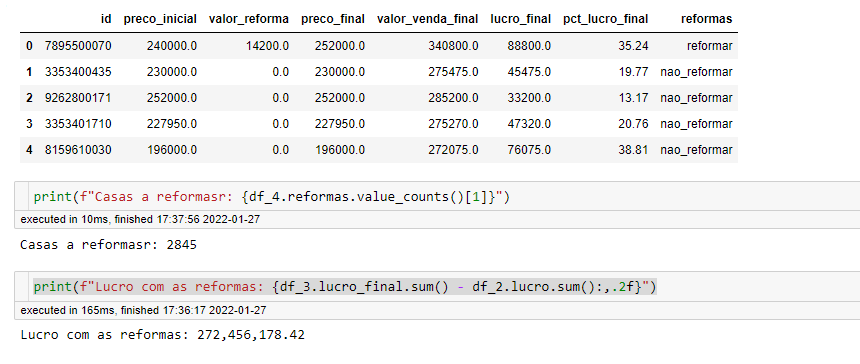 id preco_inicial valor_reforma preco_final valor_venda_final lucro_final pct_lucro_final reformas
0 7895500070 240000.0 14200.0 252000.0 340800.0 88800.0 35.24 reformar
1 3353400435 230000.0 0.0 230000.0 275475.0 45475.0 19.77 nao_reformar
2 9262800171 252000.0 0.0 252000.0 285200.0 33200.0 13.17 nao_reformar
3 3353401710 227950.0 0.0 227950.0 275270.0 47320.0 20.76 nao_reformar
4 8159610030 196000.0 0.0 196000.0 272075.0 76075.0 38.81 nao_reformar
print(f"Casas a reformasr: {df_4.reformas.value_counts()[1]}")
executed in 10ms, finished 17:37:56 2022-01-27
Casas a reformasr: 2845
print(f"Lucro com as reformas: {df_3.lucro_final.sum() - df_2.lucro.sum():,.2f}")
executed in 165ms, finished 17:36:17 2022-01-27
Lucro com as reformas: 272,456,178.42